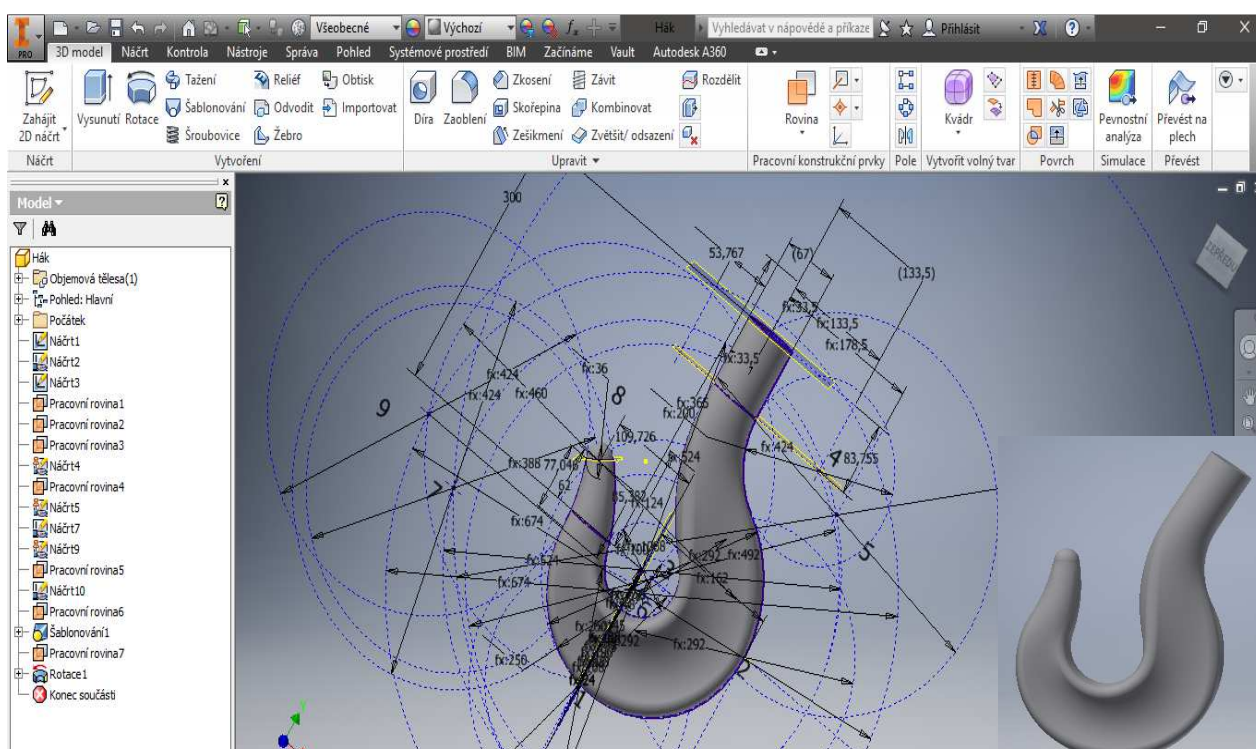 PRO
Všeobecné
Výchozí
Hák
Vyhledávat v nápovědě a příkaze
Přihlásit
3D model Náčrt Kontrola Nástroje Správa Pohled Systémové prostředí BIM Začínáme Vault Autodesk A360
Zahájit
2D náčrt
Vysunutí
Rotace
Tažení
Šablonování
Šroubovice
Reliéf
Odvodit
Žebro
Obtisk
Importovat
Díra
Zaoblení
Zkosení
Skořepina
Zešikmení
Závit
Kombinovat
Zvětšit/ odsazení
Rozdělit
Rovina
Kvádr
Pevnostní
analýza
Převést na
plech
Náčrt
Vytvoření
Upravit
Pracovní konstrukční prvky
Pole
Vytvořit volný tvar
Povrch
Simulace
Převést
Model
Hák
Objemová tělesa(1)
Pohled: Hlavní
Počátek
Náčrt1
Náčrt2
Náčrt3
Pracovní rovina1
Pracovní rovina2
Pracovní rovina3
Náčrt4
Pracovní rovina4
Náčrt5
Náčrt7
Náčrt9
Pracovní rovina5
Náčrt10
Pracovní rovina6
Šablonování1
Pracovní rovina7
Rotace1
Konec součásti
300
53,767
(67)
(133,5)
fx:33,5
fx:133,5
fx:178,5
fx:33,5
fx:424
fx:424
fx:460
fx:36
8
9
fx:200
109,726
fx:424
4
83,755
fx:388
77,046
62
fx:524
7
fx:124
fx:674
5
fx:292
fx:492
fx:674
fx:162
fx:292
fx:250
2
ZEPŘEDU